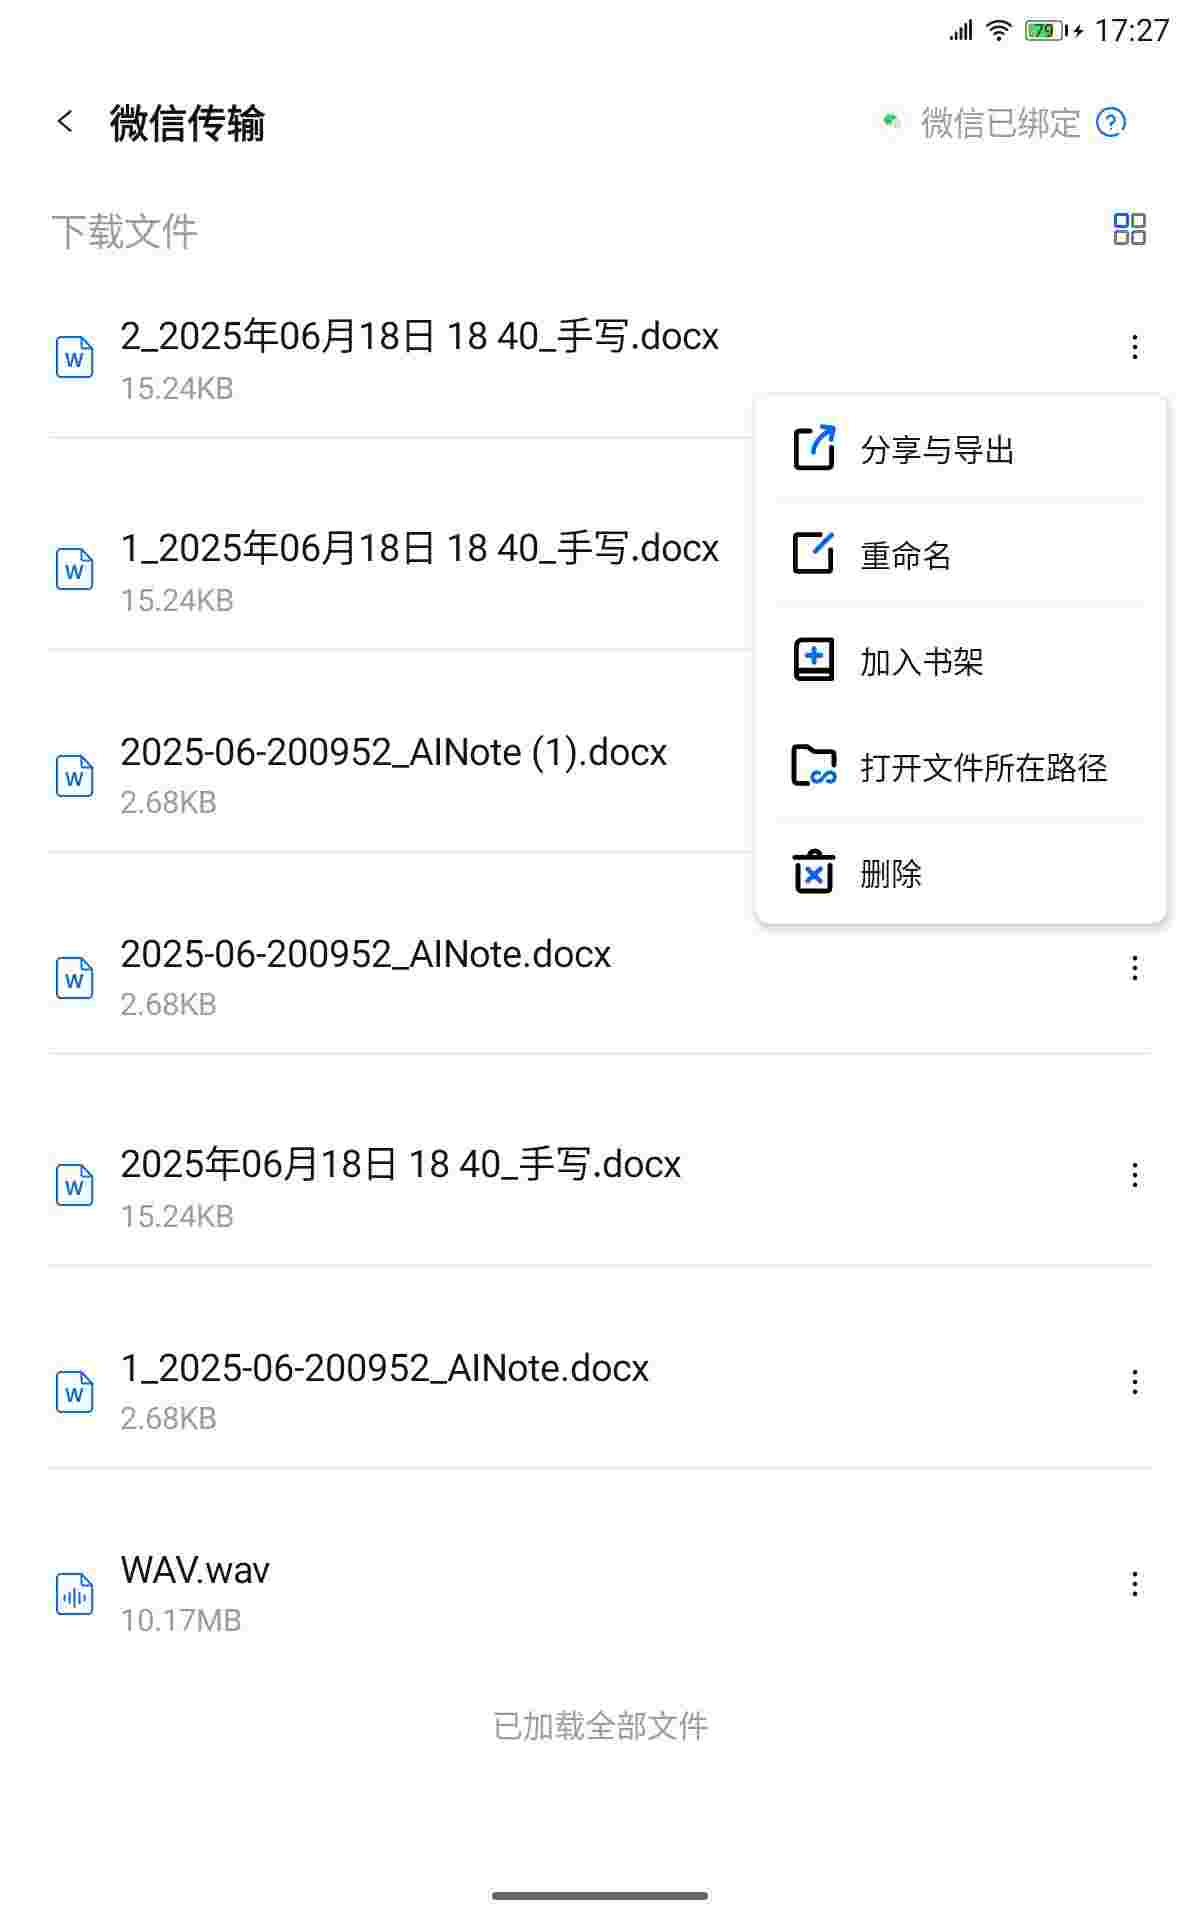 79 17:27
微信传输
微信已绑定
下载文件
2_2025年06月18日 18 40_手写.docx
15.24KB
分享与导出
重命名
加入书架
打开文件所在路径
删除
1_2025年06月18日 18 40_手写.docx
15.24KB
2025-06-200952_AINote (1).docx
2.68KB
2025-06-200952_AINote.docx
2.68KB
2025年06月18日 18 40_手写.docx
15.24KB
1_2025-06-200952_AINote.docx
2.68KB
WAV.wav
10.17MB
已加载全部文件